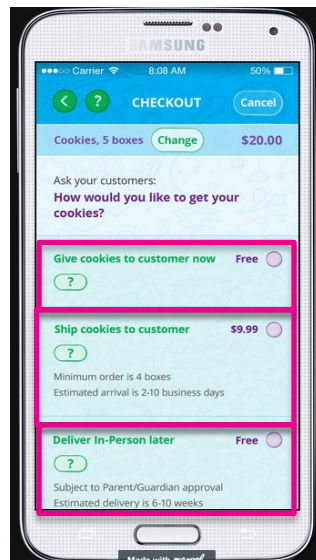 SAMSUNG
Carrier 8:08 AM 50%
< ? CHECKOUT Cancel
Cookies, 5 boxes Change $20.00
Ask your customers:
How would you like to get your
cookies?
Give cookies to customer now Free
?
Ship cookies to customer $9.99
?
Minimum order is 4 boxes
Estimated arrival is 2-10 business days
Deliver In-Person later Free
?
Subject to Parent/Guardian approval
Estimated delivery is 6-10 weeks
Made with marvel